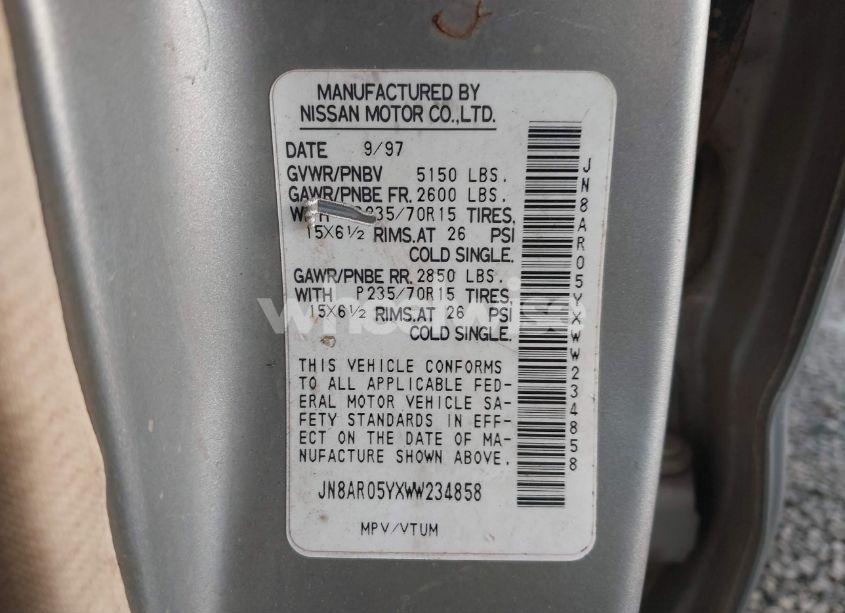 MANUFACTURED BY
NISSAN MOTOR CO.,LTD.
DATE 9/97
GVWR/PNBV 5150 LBS.
GAWR/PNBE FR. 2600 LBS.
WITH P235/70R15 TIRES,
15X6½ RIMS.AT 26 PSI
COLD SINGLE.
GAWR/PNBE RR. 2850 LBS.
WITH P235/70R15 TIRES,
15X6½ RIMS.AT 26 PSI
COLD SINGLE.
THIS VEHICLE CONFORMS
TO ALL APPLICABLE FED-
ERAL MOTOR VEHICLE SA-
FETY STANDARDS IN EFF-
ECT ON THE DATE OF MA-
NUFACTURE SHOWN ABOVE.
JN8AR05YXWW234858
MPV/VTUM
JN8AR05YXWW234858